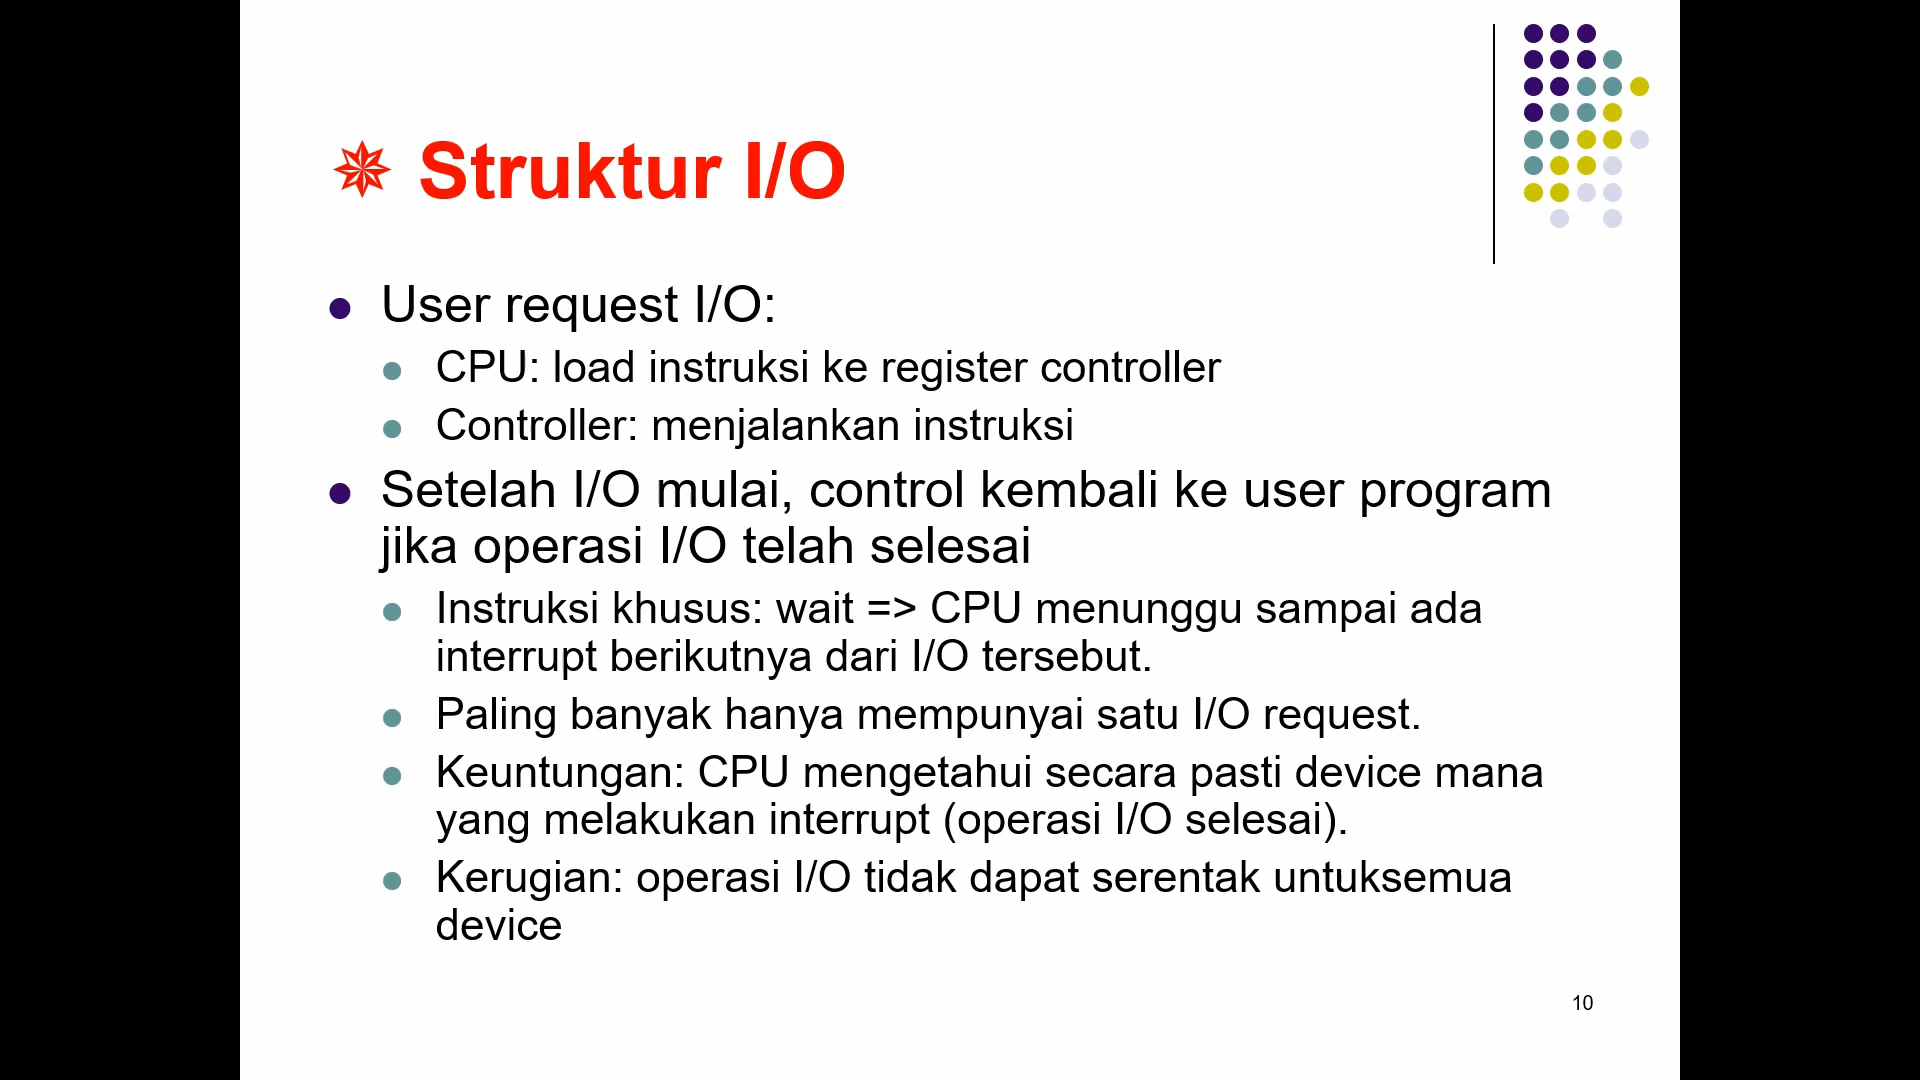 Struktur I/O
User request I/O:
CPU: load instruksi ke register controller
Controller: menjalankan instruksi
Setelah I/O mulai, control kembali ke user program
jika operasi I/O telah selesai
Instruksi khusus: wait => CPU menunggu sampai ada
interrupt berikutnya dari I/O tersebut.
Paling banyak hanya mempunyai satu I/O request.
Keuntungan: CPU mengetahui secara pasti device mana
yang melakukan interrupt (operasi I/O selesai).
Kerugian: operasi I/O tidak dapat serentak untuksemua
device
10